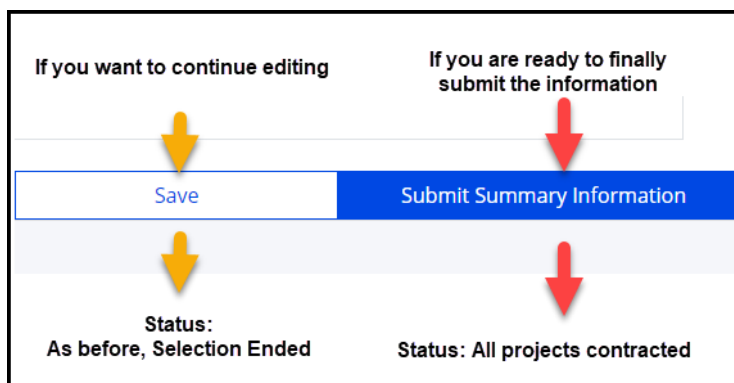 If you want to continue editing
If you are ready to finally
submit the information
Save
Submit Summary Information
Status:
As before, Selection Ended
Status: All projects contracted